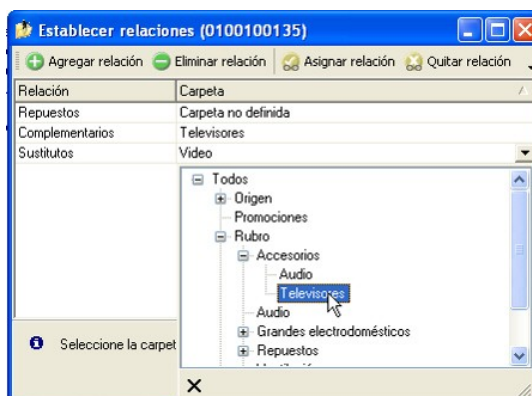 Establecer relaciones (0100100135)
Agregar relación Eliminar relación Asignar relación Quitar relación
Relación Carpeta
Repuestos Carpeta no definida
Complementarios Televisores
Sustitutos Video
Todos
Origen
Promociones
Rubro
Accesorios
Audio
Televisores
Audio
Grandes electrodomésticos
Seleccione la carpet
Repuestos